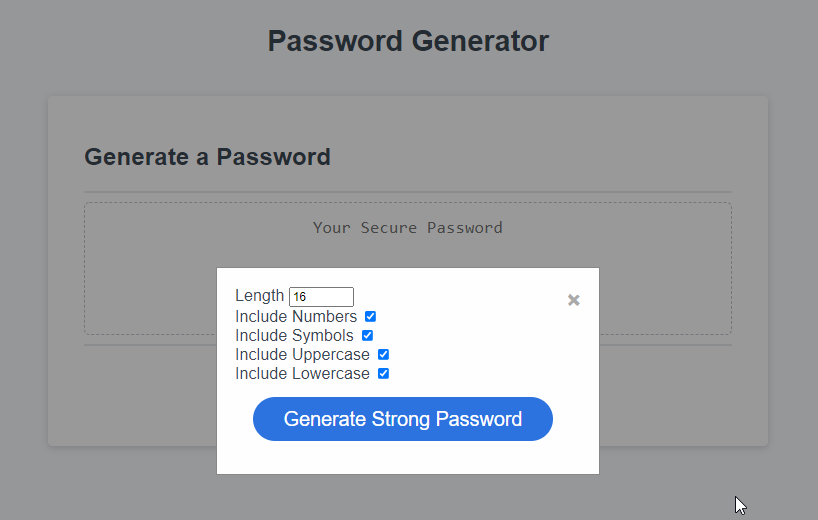 Password Generator
Generate a Password
Your Secure Password
Length 16
Include Numbers
Include Symbols
Include Uppercase
Include Lowercase
Generate Strong Password